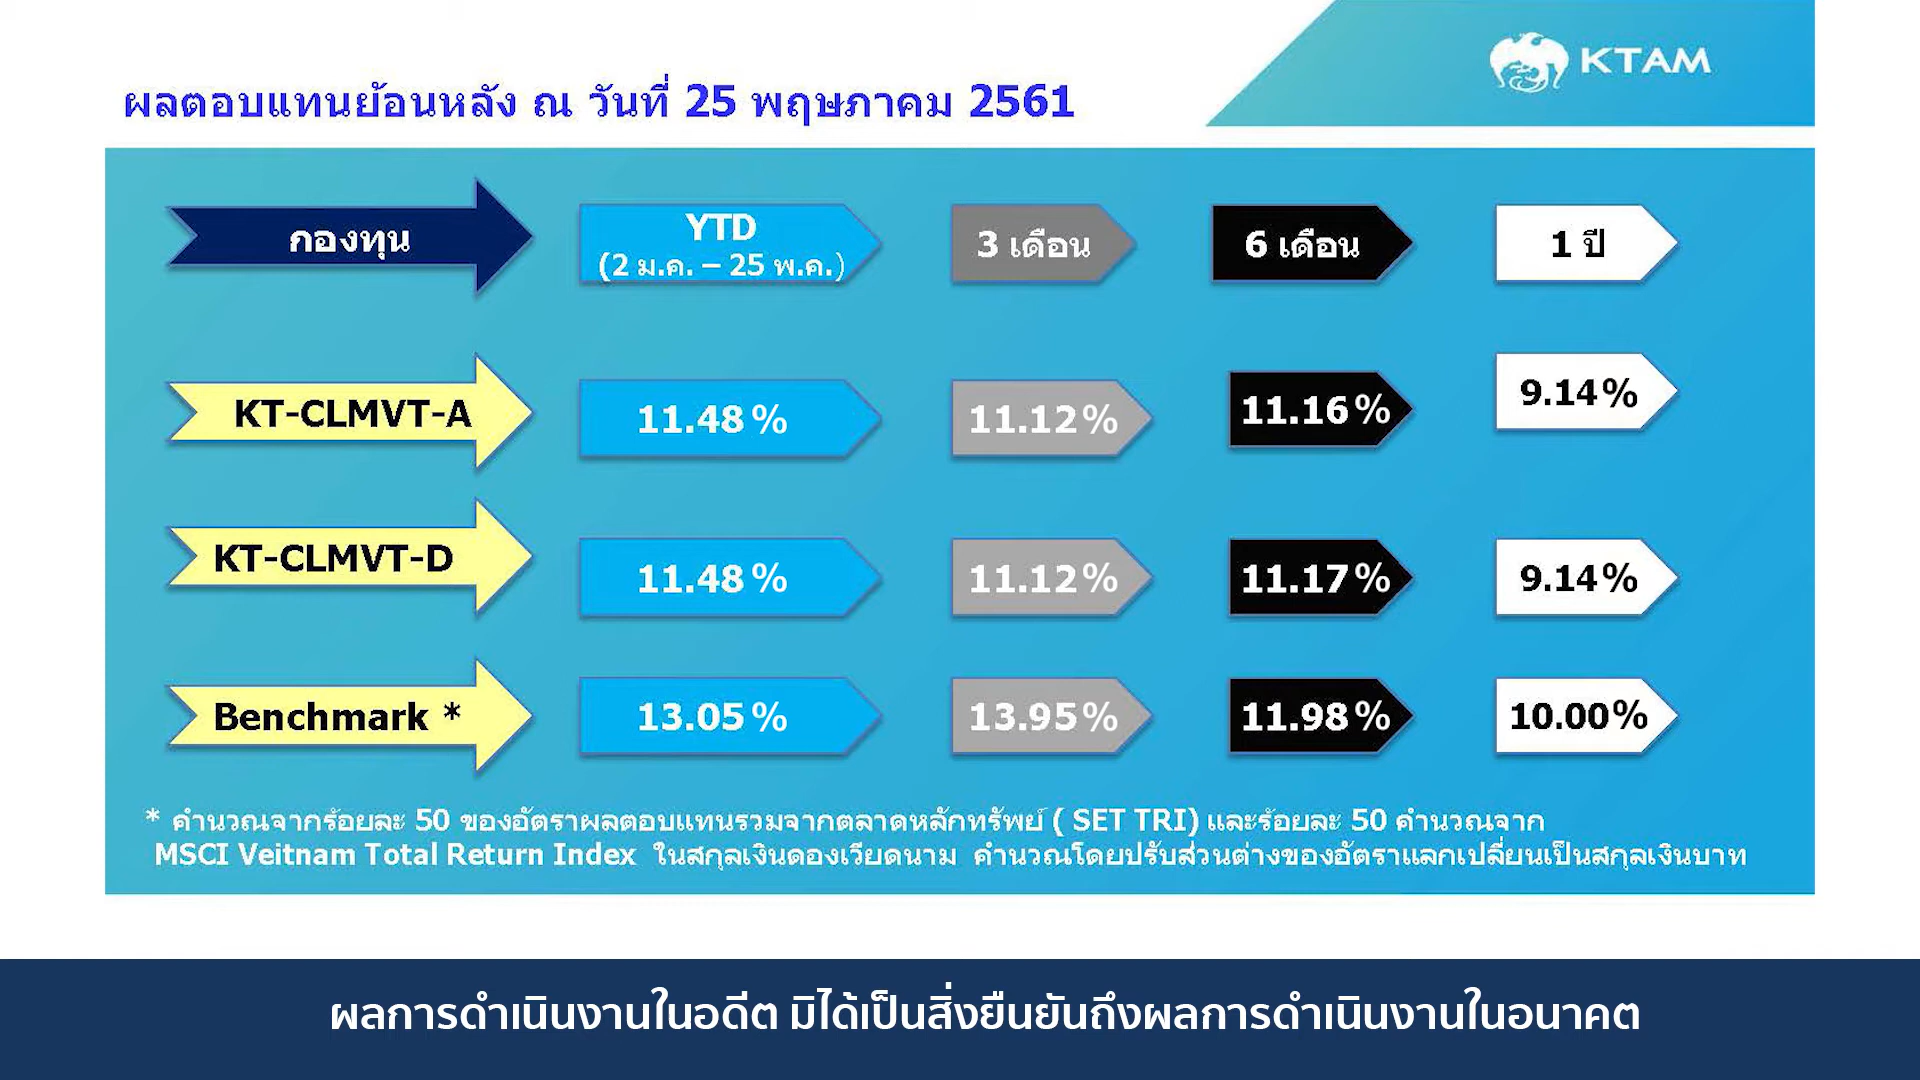 KTAM
ผลตอบแทนย้อนหลัง ณ วันที่ 25 พฤษภาคม 2561
กองทุน YTD (2 ม.ค. – 25 พ.ค.) 3 เดือน 6 เดือน 1 ปี
KT-CLMVT-A 11.48% 11.12% 11.16% 9.14%
KT-CLMVT-D 11.48% 11.12% 11.17% 9.14%
Benchmark * 13.05% 13.95% 11.98% 10.00%
* คำนวณจากร้อยละ 50 ของอัตราผลตอบแทนรวมจากตลาดหลักทรัพย์ ( SET TRI) และร้อยละ 50 คำนวณจาก
MSCI Veitnam Total Return Index ในสกุลเงินดองเวียดนาม คำนวณโดยปรับส่วนต่างของอัตราแลกเปลี่ยนเป็นสกุลเงินบาท
ผลการดำเนินงานในอดีต มิได้เป็นสิ่งยืนยันถึงผลการดำเนินงานในอนาคต